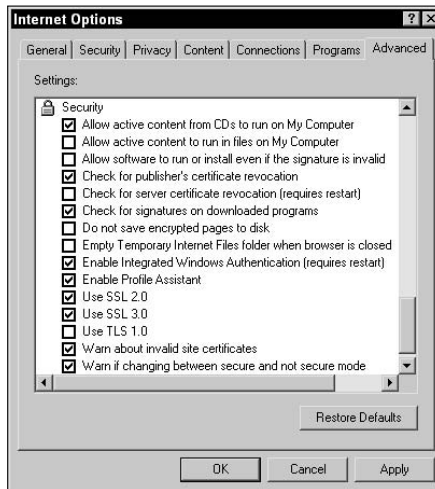 Internet Options
General Security Privacy Content Connections Programs Advanced
Settings:
Security
Allow active content from CDs to run on My Computer
Allow active content to run in files on My Computer
Allow software to run or install even if the signature is invalid
Check for publisher's certificate revocation
Check for server certificate revocation (requires restart)
Check for signatures on downloaded programs
Do not save encrypted pages to disk
Empty Temporary Internet Files folder when browser is closed
Enable Integrated Windows Authentication (requires restart)
Enable Profile Assistant
Use SSL 2.0
Use SSL 3.0
Use TLS 1.0
Warn about invalid site certificates
Warn if changing between secure and not secure mode
Restore Defaults
OK Cancel Apply